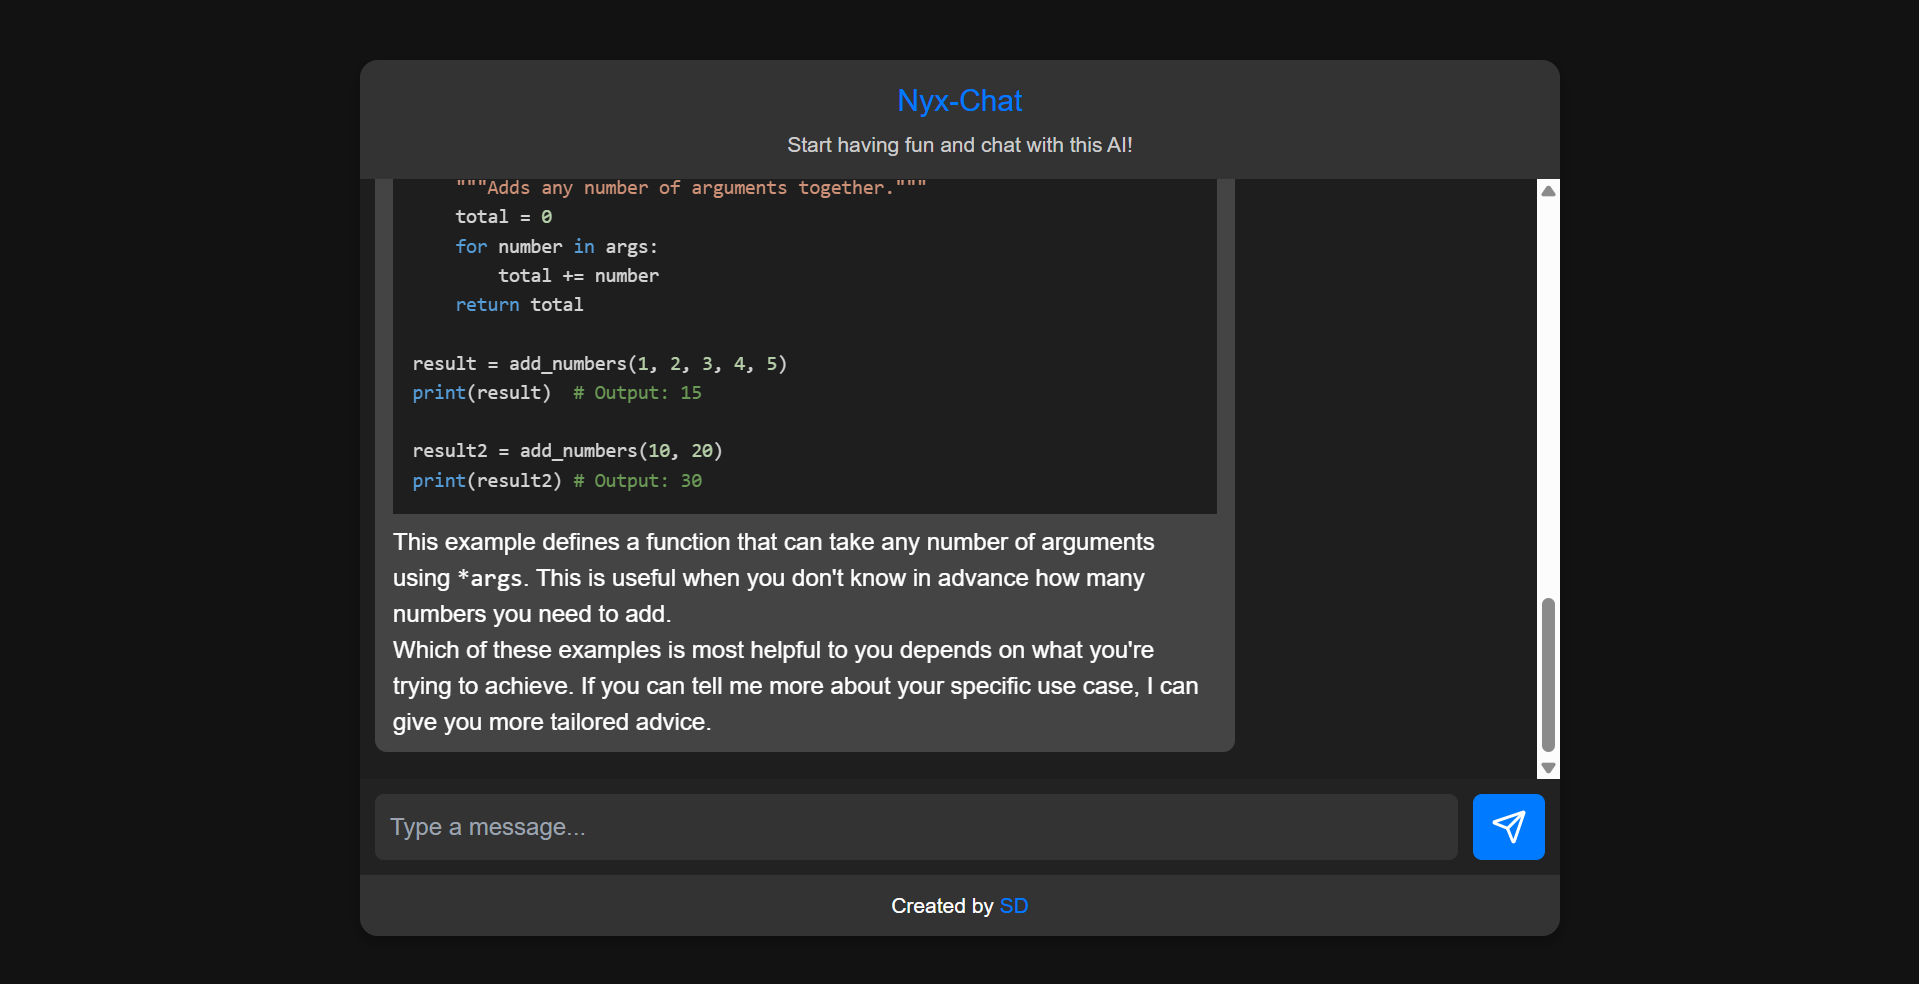 Nyx-Chat
Start having fun and chat with this AI!
    """Adds any number of arguments together."""
    total = 0
    for number in args:
        total += number
    return total
result = add_numbers(1, 2, 3, 4, 5)
print(result)  # Output: 15
result2 = add_numbers(10, 20)
print(result2) # Output: 30
This example defines a function that can take any number of arguments
using *args. This is useful when you don't know in advance how many
numbers you need to add.
Which of these examples is most helpful to you depends on what you're
trying to achieve. If you can tell me more about your specific use case, I can
give you more tailored advice.
Type a message...
Created by SD